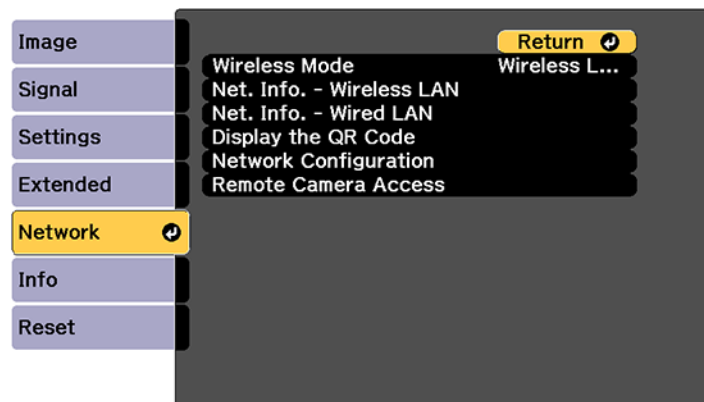 Image
Signal
Settings
Extended
Network
Info
Reset
Return
Wireless Mode Wireless L...
Net. Info. - Wireless LAN
Net. Info. - Wired LAN
Display the QR Code
Network Configuration
Remote Camera Access